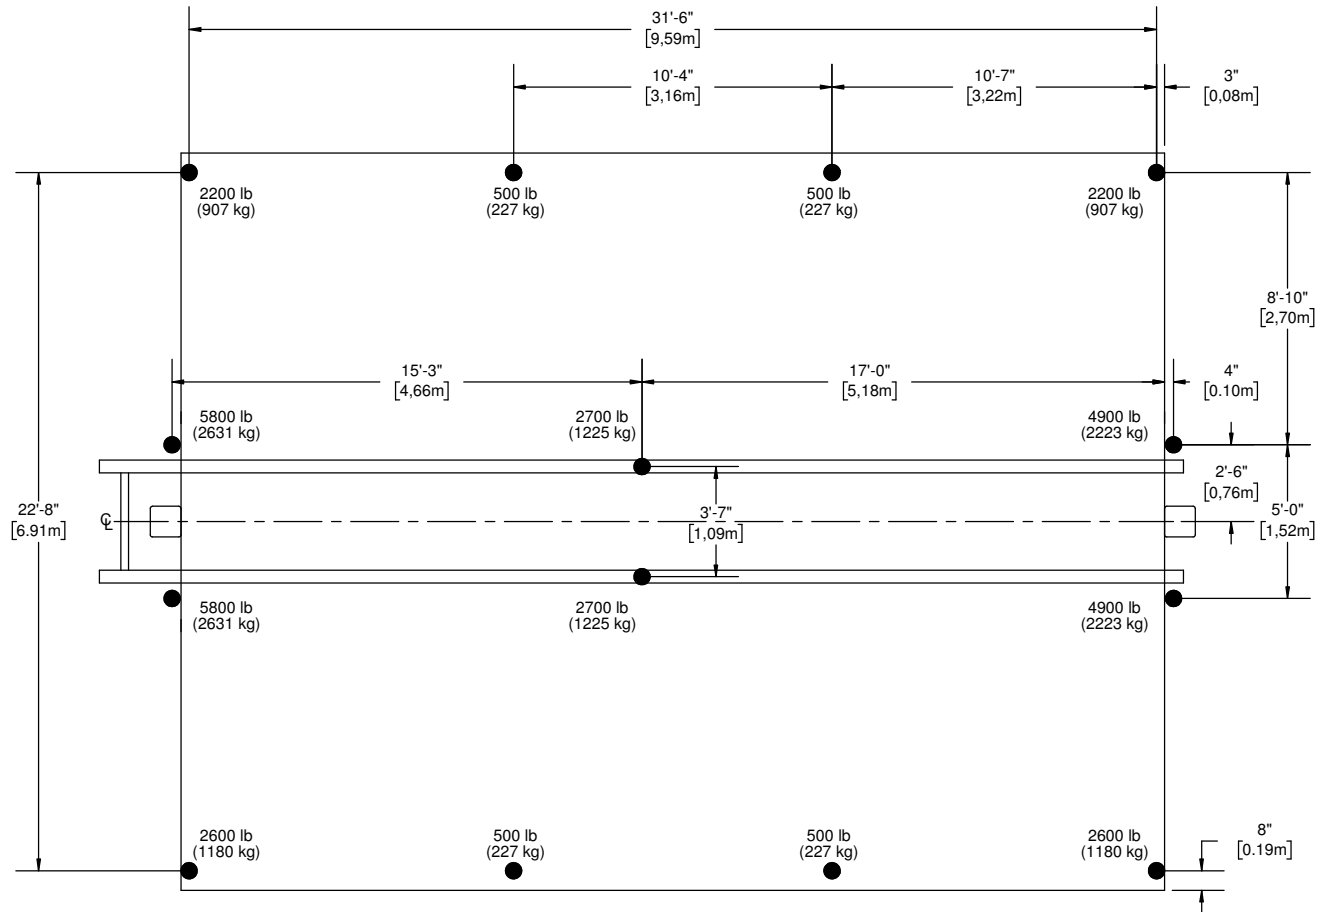 31'-6"
[9,59m]
10'-4"
[3,16m]
10'-7"
[3,22m]
3"
[0,08m]
2200 lb
(907 kg)
500 lb
(227 kg)
500 lb
(227 kg)
2200 lb
(907 kg)
8'-10"
[2,70m]
15'-3"
[4,66m]
17'-0"
[5,18m]
4"
[0.10m]
5800 lb
(2631 kg)
2700 lb
(1225 kg)
4900 lb
(2223 kg)
2'-6"
[0,76m]
22'-8"
[6.91m]
℄
3'-7"
[1,09m]
5'-0"
[1,52m]
5800 lb
(2631 kg)
2700 lb
(1225 kg)
4900 lb
(2223 kg)
2600 lb
(1180 kg)
500 lb
(227 kg)
500 lb
(227 kg)
2600 lb
(1180 kg)
8"
[0.19m]